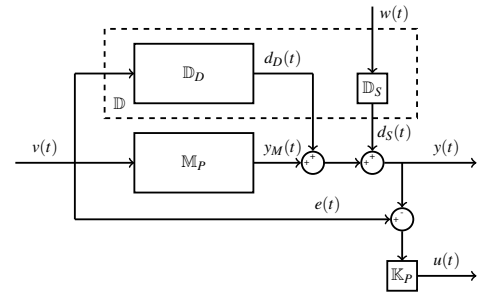 w(t)
d_D(t)
𝔻_D
𝔻_S
𝔻
d_S(t)
v(t)
𝕄_P
y_M(t)
+ +
+ +
y(t)
e(t)
-
+
𝕂_P
u(t)